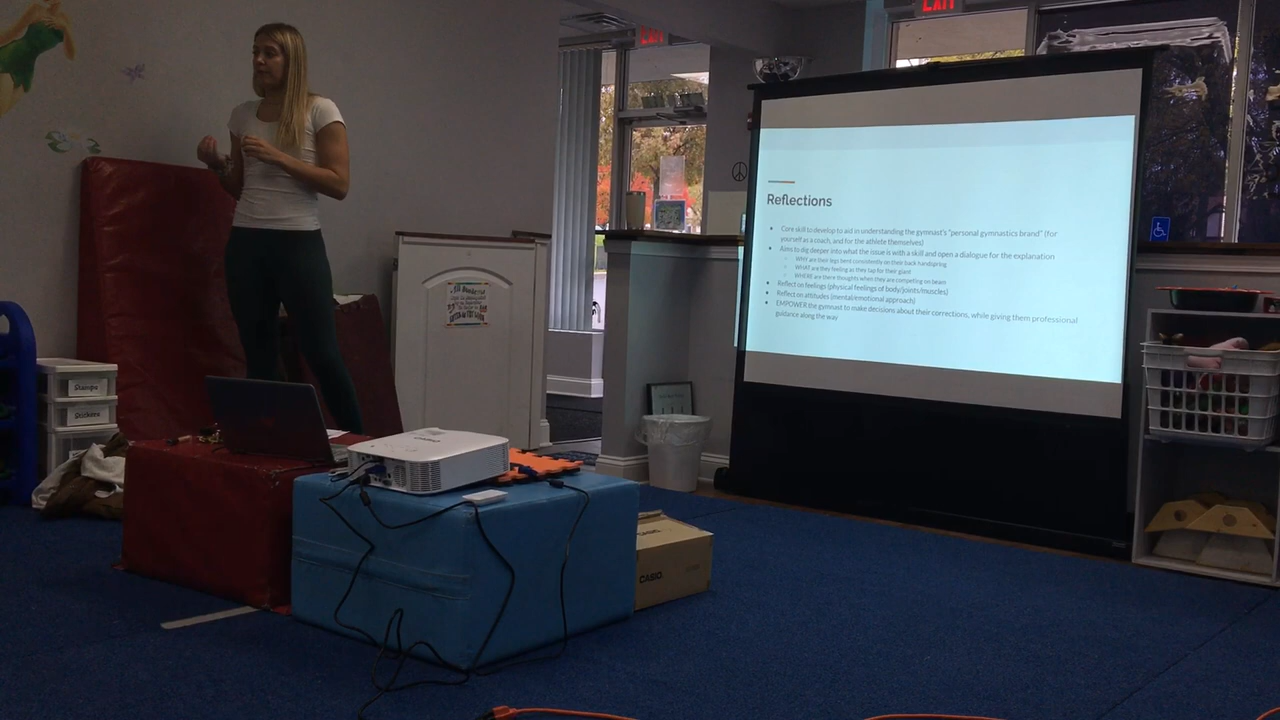 EXIT
EXIT
Reflections
Core skill to develop to aid in understanding the gymnast's "personal gymnastics brand" (for
yourself as a coach, and for the athlete themselves)
Aims to dig deeper into what the issue is with a skill and open a dialogue for the explanation
WHY are their legs bent consistently on their back handspring
WHAT are they feeling as they tap for their giant
WHERE are there thoughts when they are competing on beam
Reflect on feelings (physical feelings of body/joints/muscles)
Reflect on attitudes (mental/emotional approach)
EMPOWER the gymnast to make decisions about their corrections, while giving them professional
guidance along the way
Stamps
Stickers
CASIO
CASIO